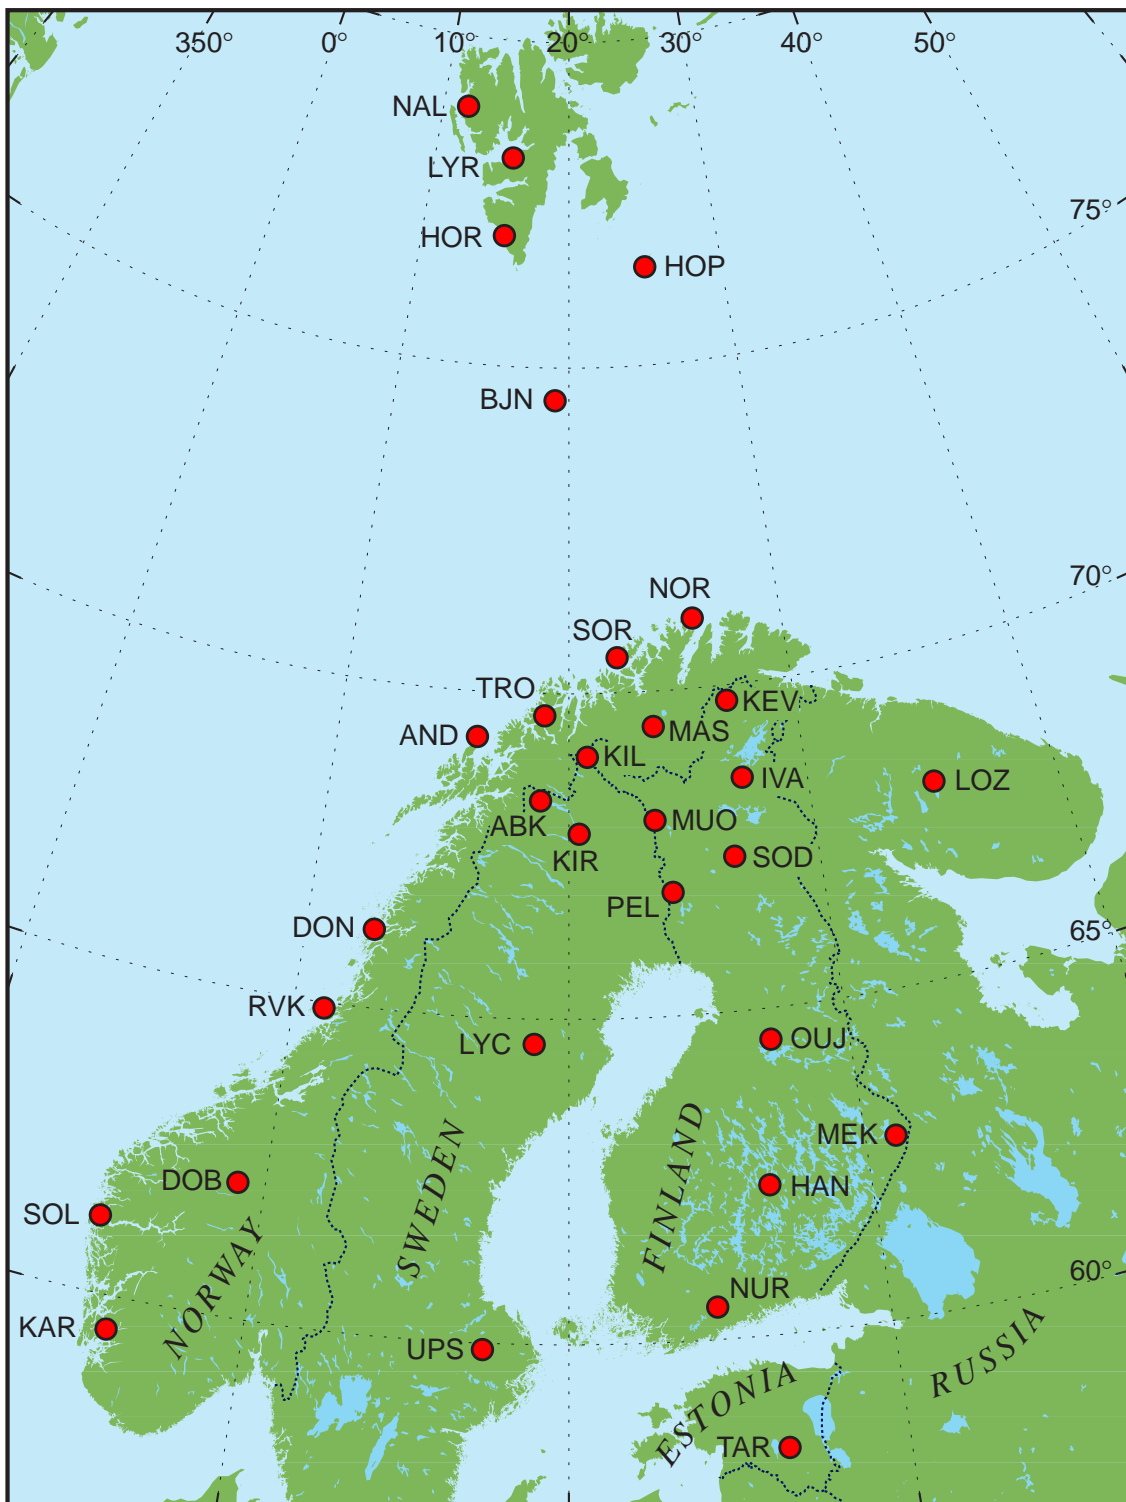 350° 0° 10° 20° 30° 40° 50°
NAL
LYR
75°
HOR
HOP
BJN
70°
NOR
SOR
TRO
KEV
AND
MAS
KIL
IVA
LOZ
ABK
MUO
KIR
SOD
PEL
DON
65°
RVK
LYC
OUJ
MEK
DOB
HAN
SOL
SWEDEN
FINLAND
NORWAY
60°
NUR
KAR
UPS
RUSSIA
ESTONIA
TAR